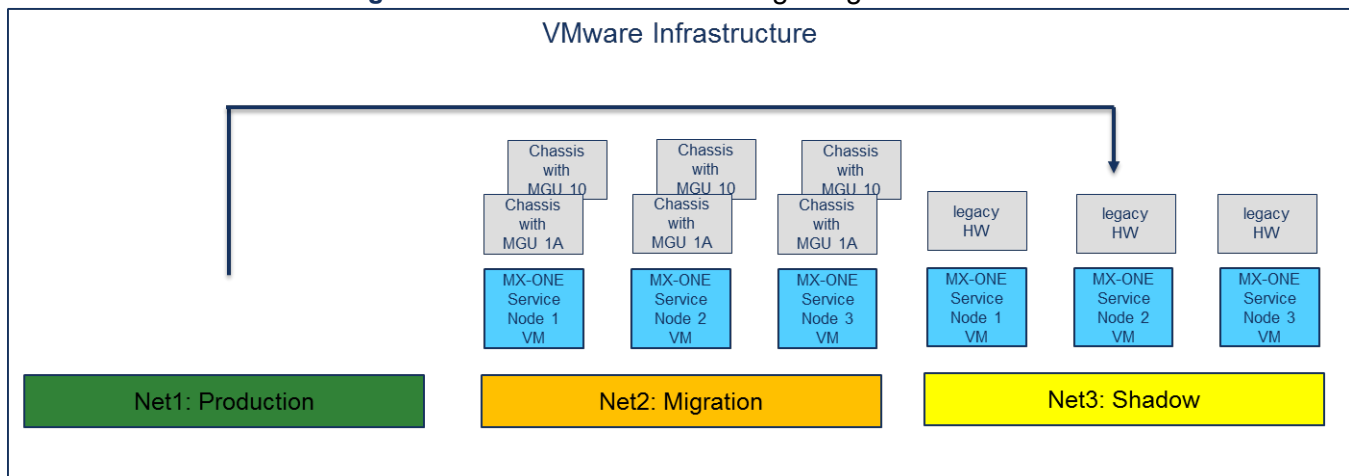 VMware Infrastructure
Chassis
with
MGU 10
Chassis
with
MGU 1A
MX-ONE
Service
Node 1
VM
Chassis
with
MGU 10
Chassis
with
MGU 1A
MX-ONE
Service
Node 2
VM
Chassis
with
MGU 10
Chassis
with
MGU 1A
MX-ONE
Service
Node 3
VM
legacy
HW
MX-ONE
Service
Node 1
VM
legacy
HW
MX-ONE
Service
Node 2
VM
legacy
HW
MX-ONE
Service
Node 3
VM
Net1: Production
Net2: Migration
Net3: Shadow